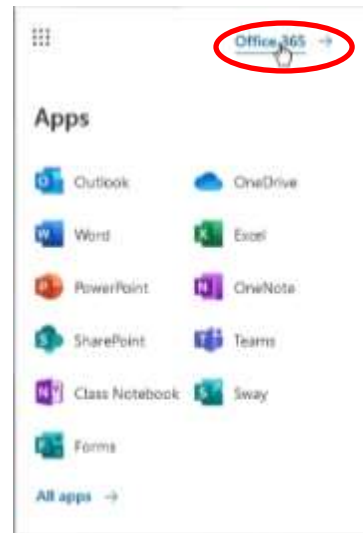 Office 365 →
Apps
Outlook OneDrive
Word Excel
PowerPoint OneNote
SharePoint Teams
Class Notebook Sway
Forms
All apps →